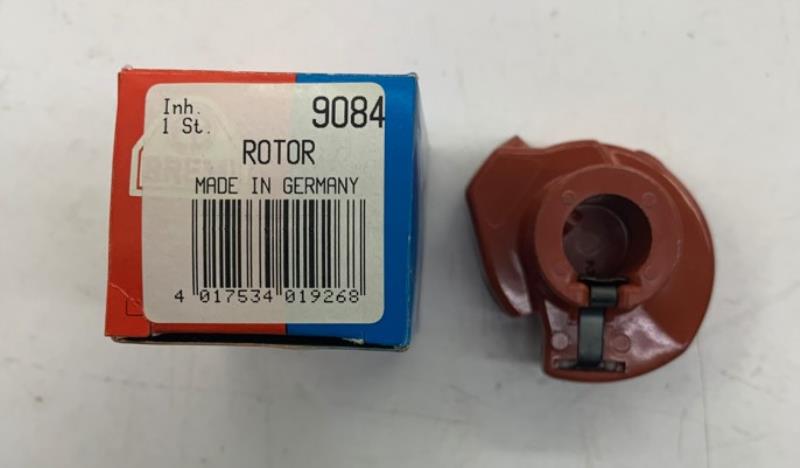 Inh.
1 St.
9084
ROTOR
MADE IN GERMANY
4 017534 019268